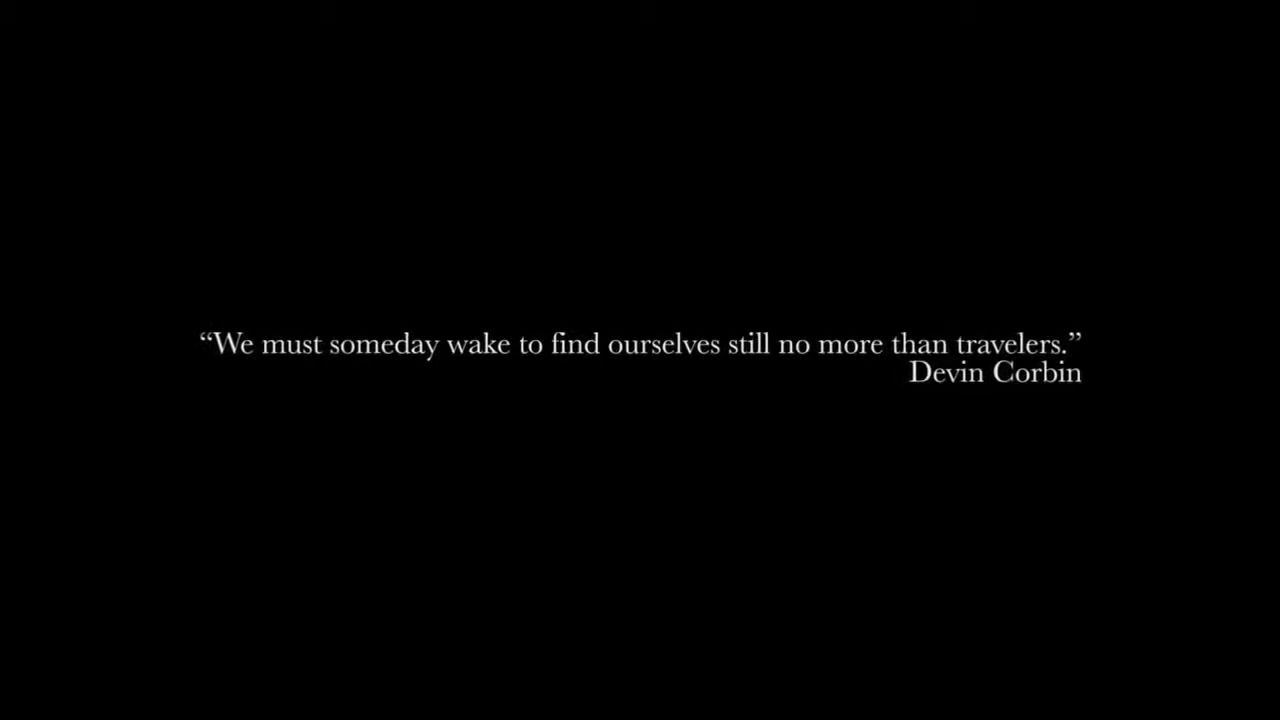 “We must someday wake to find ourselves still no more than travelers.”
Devin Corbin